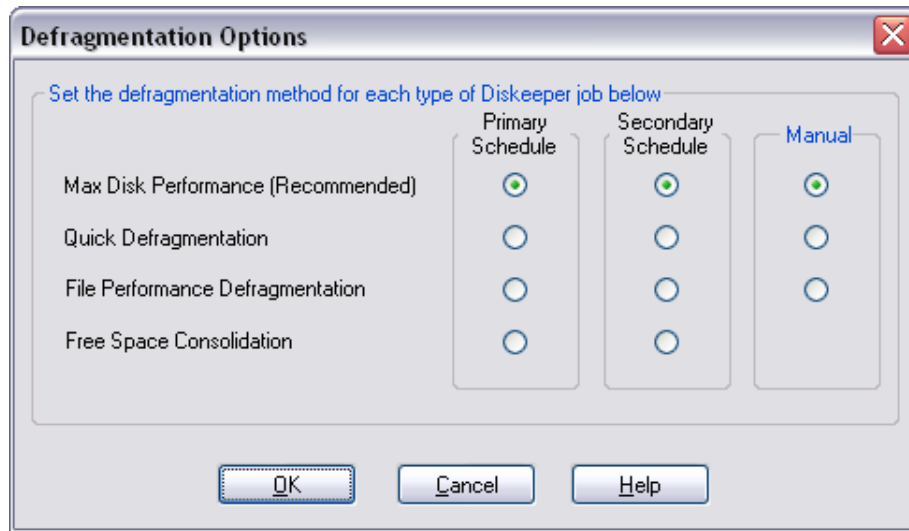 Defragmentation Options
Set the defragmentation method for each type of Diskeeper job below
Primary
Schedule
Secondary
Schedule
Manual
Max Disk Performance (Recommended)
Quick Defragmentation
File Performance Defragmentation
Free Space Consolidation
OK
Cancel
Help